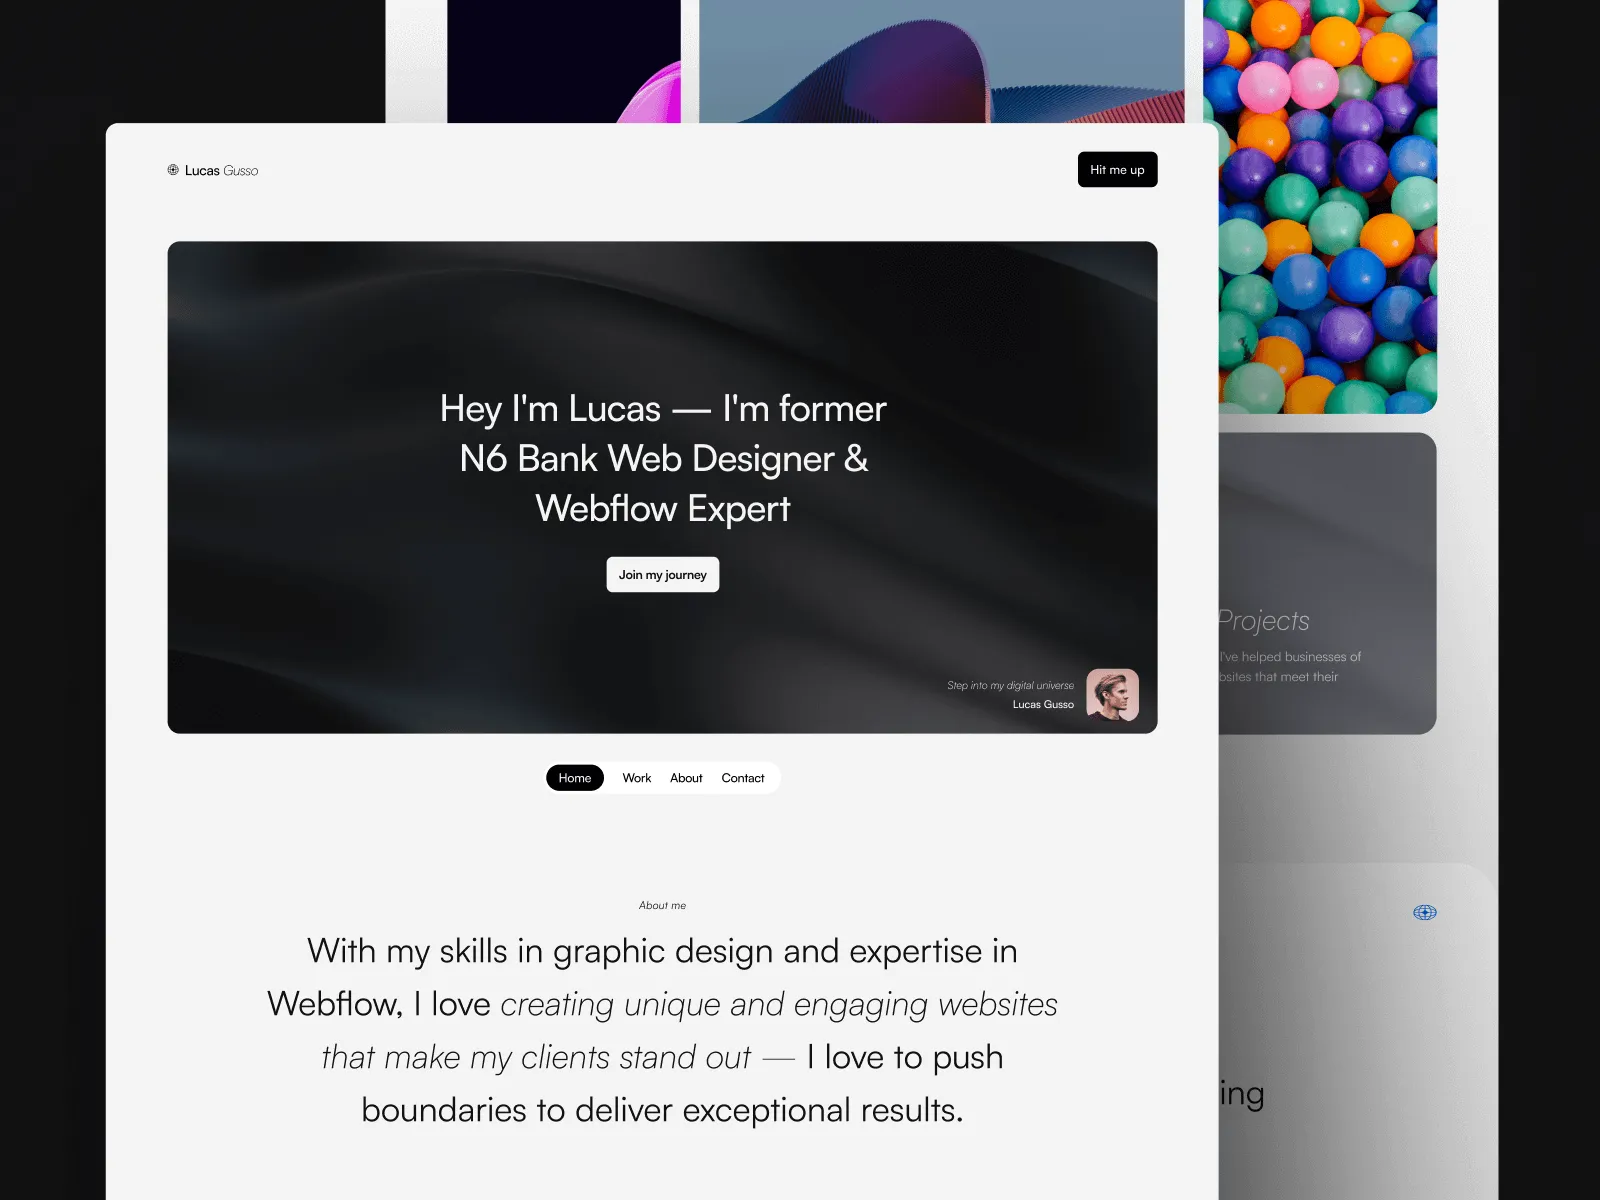 Lucas Gusso
Hit me up
Hey I'm Lucas — I'm former
N6 Bank Web Designer &
Webflow Expert
Join my journey
Step into my digital universe
Lucas Gusso
Home
Work
About
Contact
About me
With my skills in graphic design and expertise in
Webflow, I love creating unique and engaging websites
that make my clients stand out — I love to push
boundaries to deliver exceptional results.
Projects
I've helped businesses of
bsites that meet their
ing